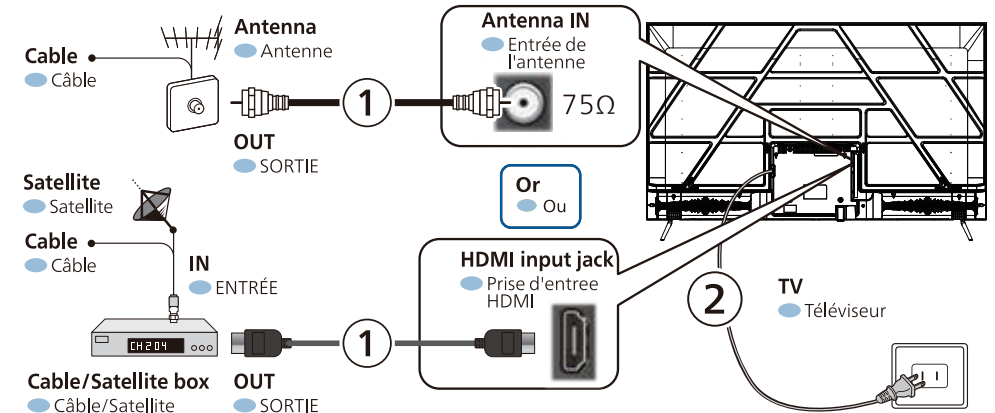 Antenna
Antenne
Cable
Câble
1
OUT
SORTIE
Antenna IN
Entrée de
l'antenne
75Ω
Or
Ou
Satellite
Satellite
Cable
Câble
IN
ENTRÉE
CH204
1
HDMI input jack
Prise d'entree
HDMI
2
TV
Téléviseur
Cable/Satellite box
Câble/Satellite
OUT
SORTIE